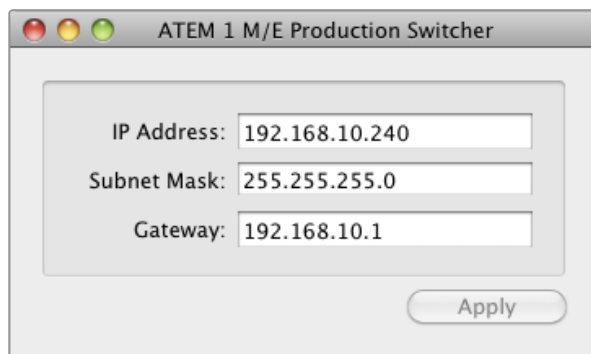 ATEM 1 M/E Production Switcher
IP Address: 192.168.10.240
Subnet Mask: 255.255.255.0
Gateway: 192.168.10.1
Apply